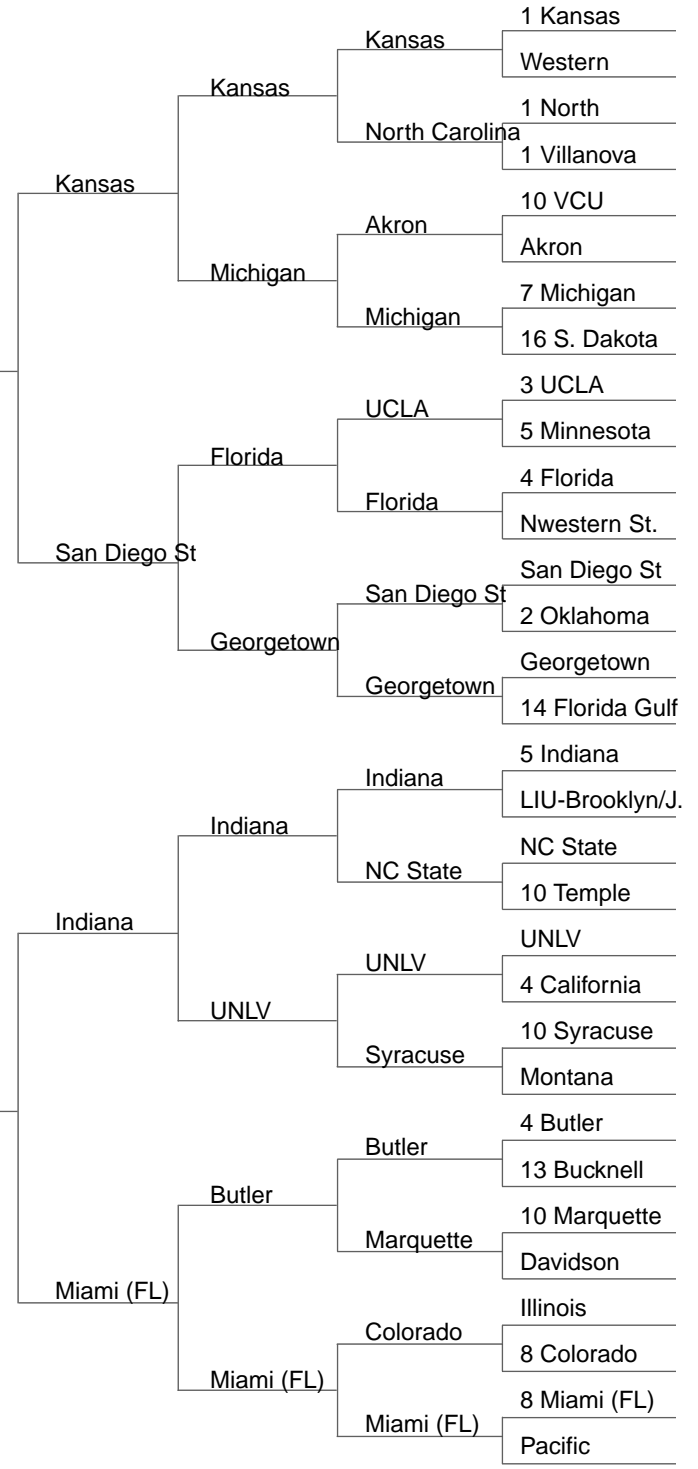 1 Kansas
Kansas
Western
Kansas
1 North
North Carolina
1 Villanova
Kansas
10 VCU
Akron
Akron
Michigan
7 Michigan
Michigan
16 S. Dakota
3 UCLA
UCLA
5 Minnesota
Florida
4 Florida
Florida
Nwestern St.
San Diego St
San Diego St
San Diego St
2 Oklahoma
Georgetown
Georgetown
Georgetown
14 Florida Gulf
5 Indiana
Indiana
LIU-Brooklyn/J.
Indiana
NC State
NC State
10 Temple
Indiana
UNLV
UNLV
4 California
UNLV
10 Syracuse
Syracuse
Montana
4 Butler
Butler
13 Bucknell
Butler
10 Marquette
Marquette
Davidson
Miami (FL)
Illinois
Colorado
8 Colorado
Miami (FL)
8 Miami (FL)
Miami (FL)
Pacific